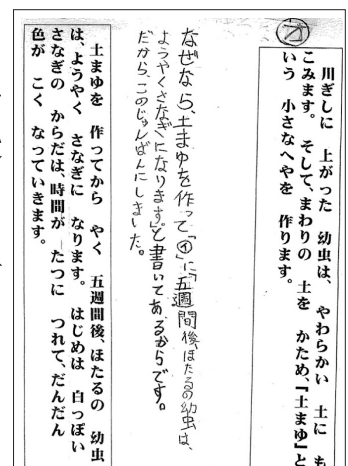 オ
川ぎしに 上がった 幼虫は、 やわらかい 土に も
こみます。 そして、まわりの 土を かため、「土まゆ」と
いう 小さなへやを 作ります。
なぜなら、土まゆを作って「㋑」に「五週間後、ほたるの幼虫は、
ようやくさなぎになります。」と書いてあるからです。
だから、このじゅんばんにしました。
土まゆを 作ってから やく 五週間後、ほたるの 幼虫
は、ようやく さなぎに なります。 はじめは 白っぽい
さなぎの からだは、時間が たつに つれて、だんだん
色が こく なっていきます。